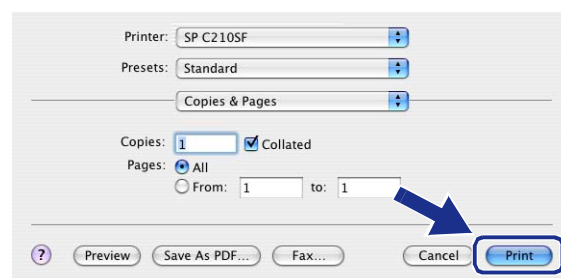 Printer: SP C210SF
Presets: Standard
Copies & Pages
Copies: 1 Collated
Pages: All
From: 1 to: 1
? Preview Save As PDF... Fax... Cancel Print